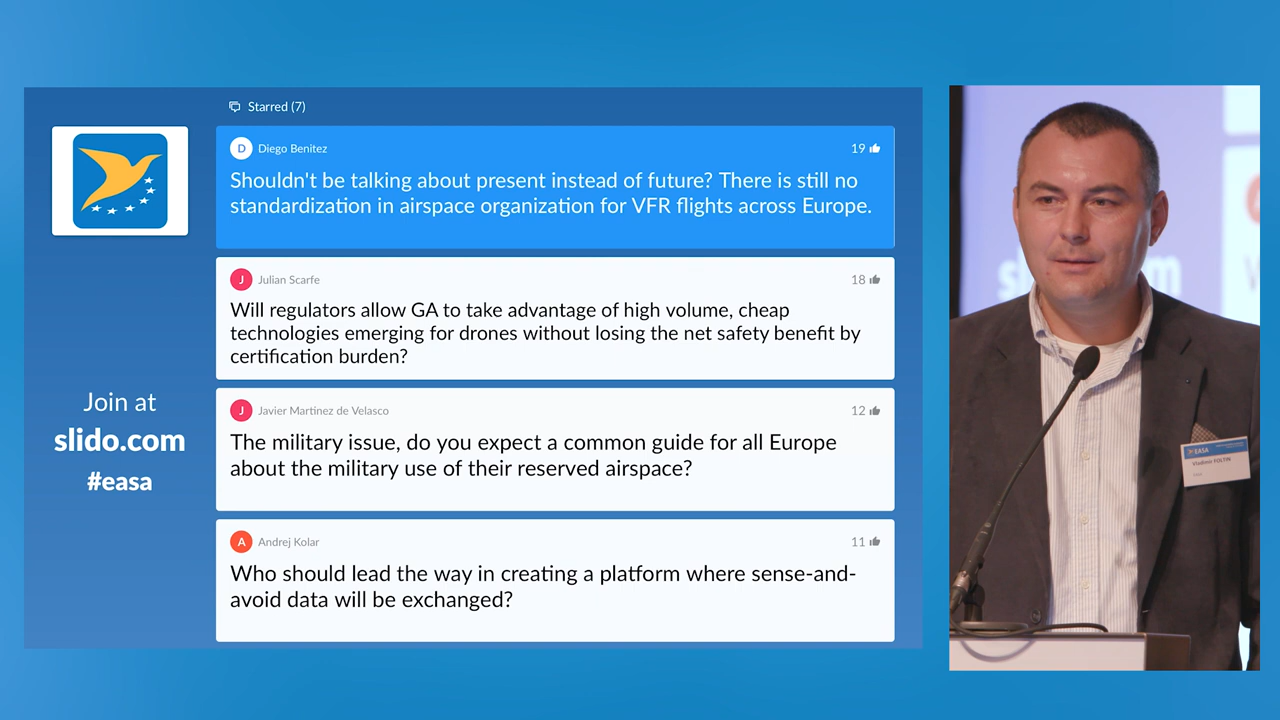 Starred (7)
D Diego Benitez 19
Shouldn't be talking about present instead of future? There is still no
standardization in airspace organization for VFR flights across Europe.
J Julian Scarfe 18
Will regulators allow GA to take advantage of high volume, cheap
technologies emerging for drones without losing the net safety benefit by
certification burden?
J Javier Martinez de Velasco 12
The military issue, do you expect a common guide for all Europe
about the military use of their reserved airspace?
A Andrej Kolar 11
Who should lead the way in creating a platform where sense-and-
avoid data will be exchanged?
Join at
slido.com
#easa
EASA
Vladimir FOLTIN